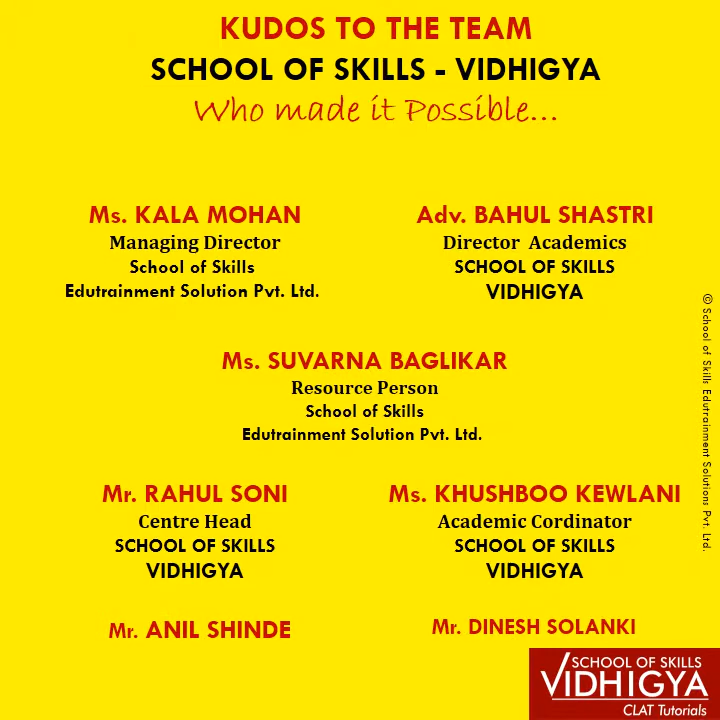 KUDOS TO THE TEAM
SCHOOL OF SKILLS - VIDHIGYA
Who made it Possible...
Ms. KALA MOHAN
Managing Director
School of Skills
Edutrainment Solution Pvt. Ltd.
Adv. BAHUL SHASTRI
Director Academics
SCHOOL OF SKILLS
VIDHIGYA
Ms. SUVARNA BAGLIKAR
Resource Person
School of Skills
Edutrainment Solution Pvt. Ltd.
Mr. RAHUL SONI
Centre Head
SCHOOL OF SKILLS
VIDHIGYA
Ms. KHUSHBOO KEWLANI
Academic Cordinator
SCHOOL OF SKILLS
VIDHIGYA
Mr. ANIL SHINDE
Mr. DINESH SOLANKI
© School of Skills Edutrainment Solutions Pvt. Ltd.
SCHOOL OF SKILLS
VIDHIGYA
CLAT Tutorials